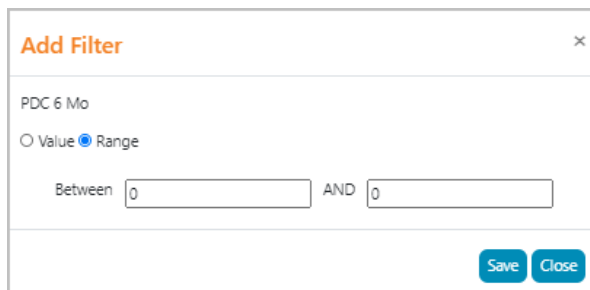 Add Filter ×
PDC 6 Mo
Value Range
Between 0 AND 0
Save Close